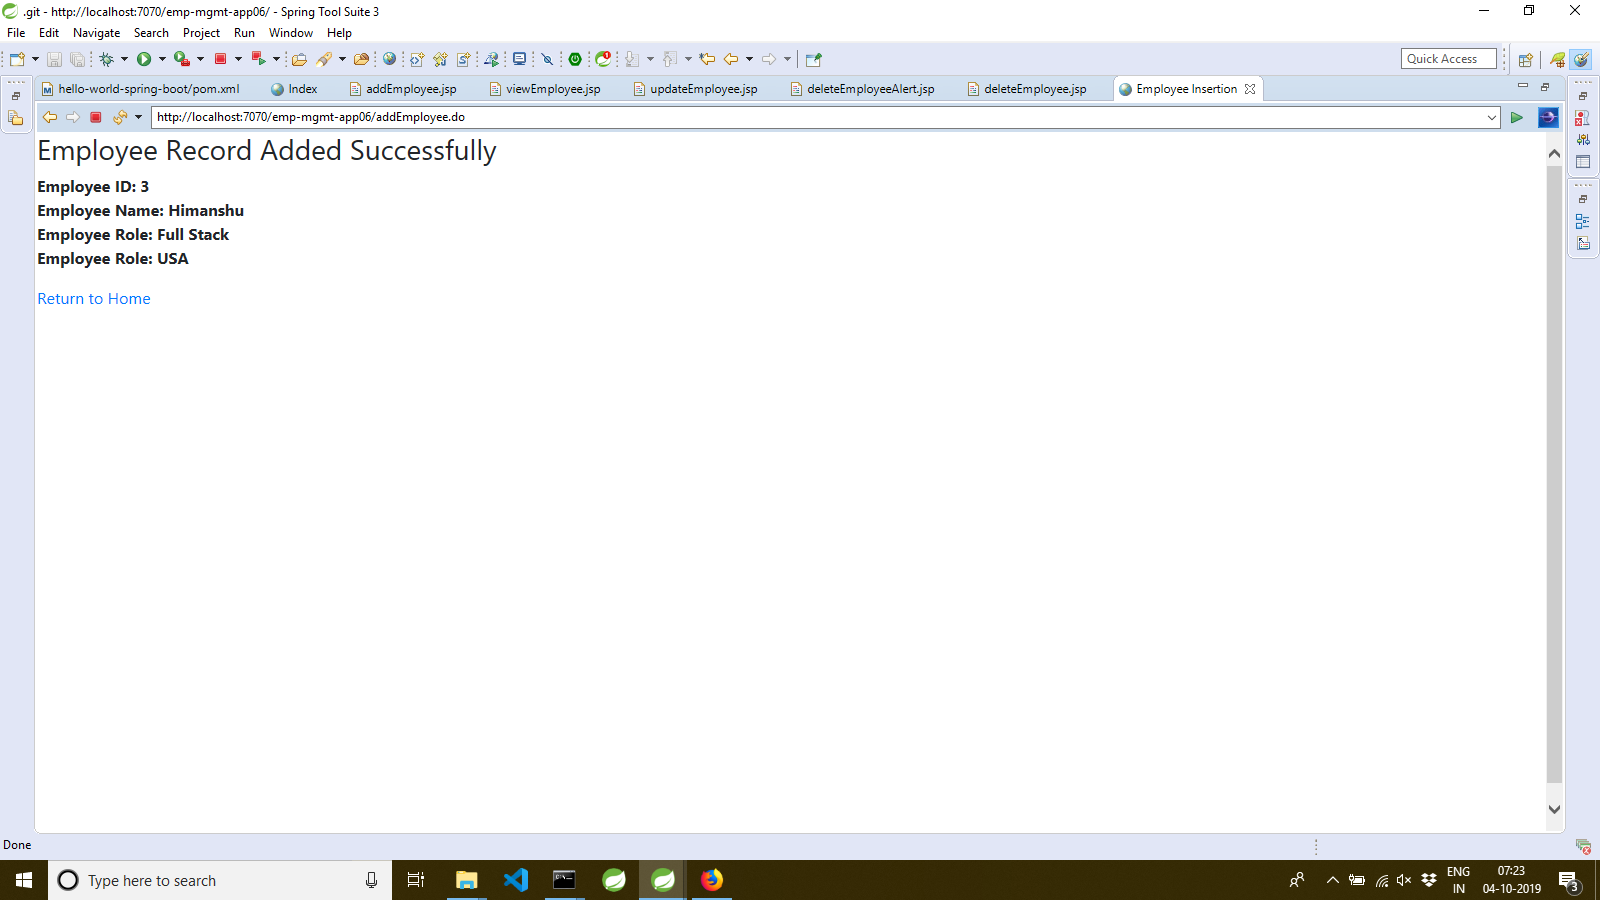 .git - http://localhost:7070/emp-mgmt-app06/ - Spring Tool Suite 3
File Edit Navigate Search Project Run Window Help
Quick Access
hello-world-spring-boot/pom.xml Index addEmployee.jsp viewEmployee.jsp updateEmployee.jsp deleteEmployeeAlert.jsp deleteEmployee.jsp Employee Insertion
http://localhost:7070/emp-mgmt-app06/addEmployee.do
Employee Record Added Successfully
Employee ID: 3
Employee Name: Himanshu
Employee Role: Full Stack
Employee Role: USA
Return to Home
Done
Type here to search
ENG 07:23
IN 04-10-2019 3